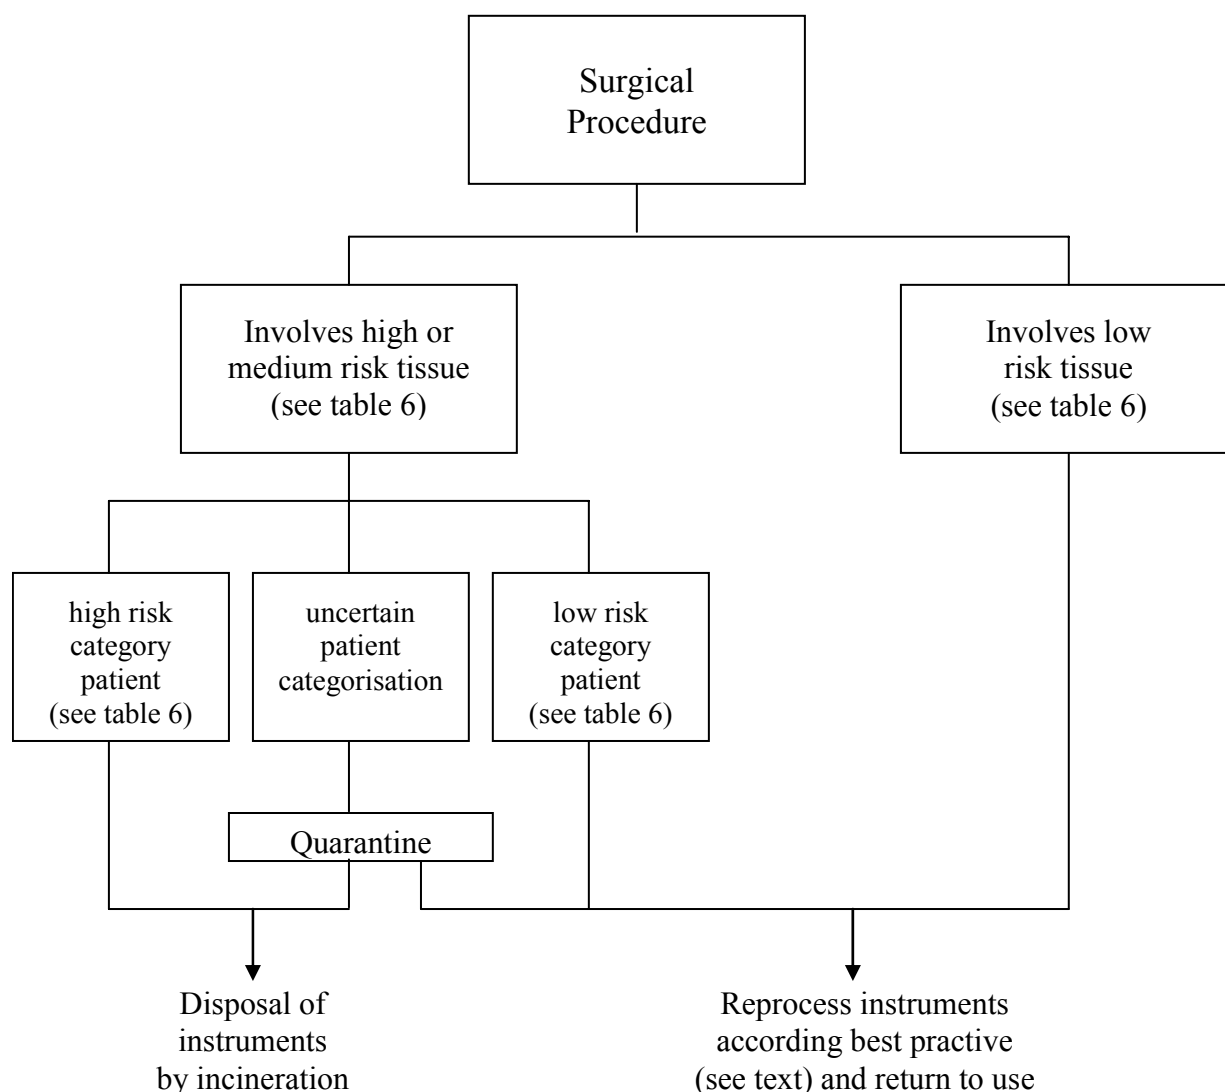 Surgical
Procedure
Involves high or
medium risk tissue
(see table 6)
Involves low
risk tissue
(see table 6)
high risk
category
patient
(see table 6)
uncertain
patient
categorisation
low risk
category
patient
(see table 6)
Quarantine
Disposal of
instruments
by incineration
Reprocess instruments
according best practive
(see text) and return to use